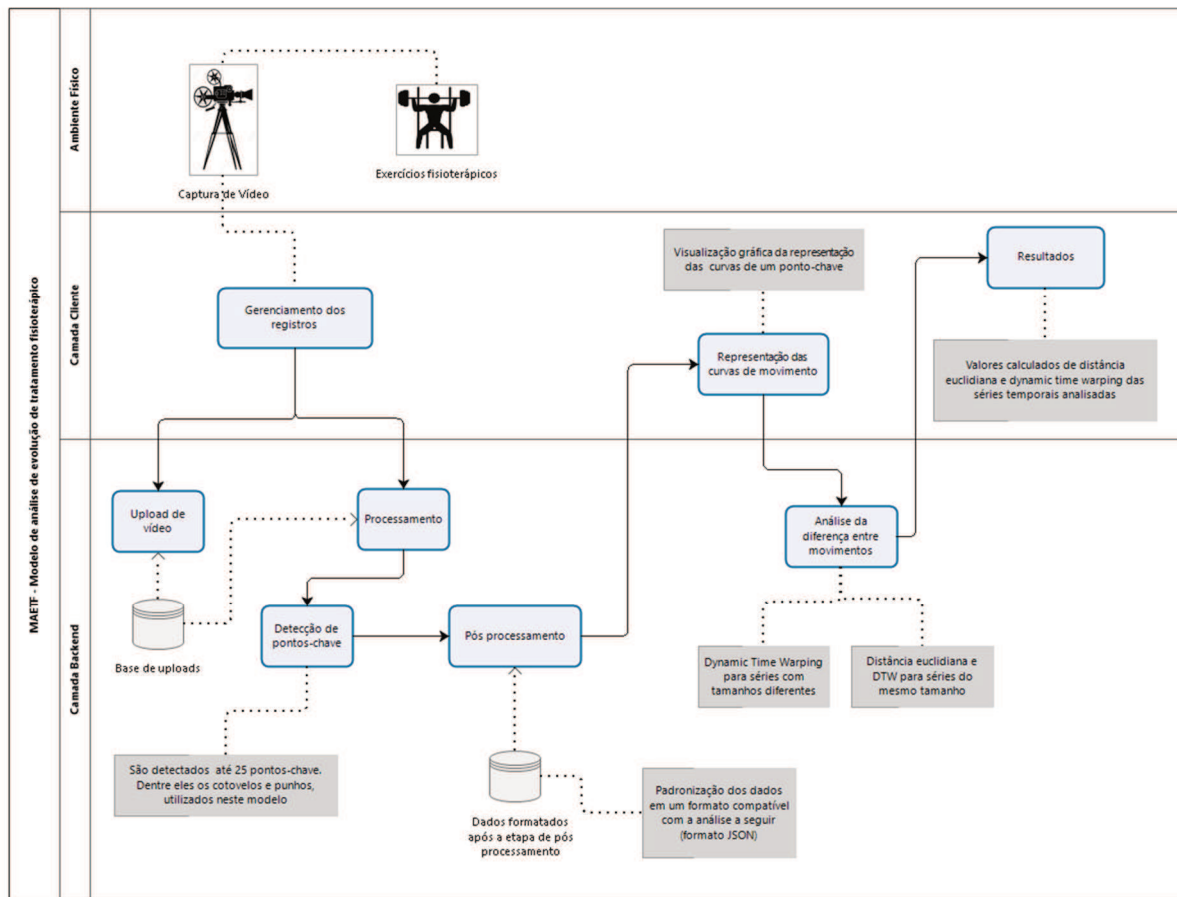 MAETF - Modelo de análise de evolução de tratamento fisioterápico
Ambiente Físico
Captura de Vídeo
Exercícios fisioterápicos
Camada Cliente
Gerenciamento dos
registros
Visualização gráfica da representação
das curvas de um ponto-chave
Representação das
curvas de movimento
Resultados
Valores calculados de distância
euclidiana e dynamic time warping das
séries temporais analisadas
Camada Backend
Upload de
vídeo
Processamento
Base de uploads
Detecção de
pontos-chave
Pós processamento
Análise da
diferença entre
movimentos
Dynamic Time Warping
para séries com
tamanhos diferentes
Distância euclidiana e
DTW para séries do
mesmo tamanho
São detectados até 25 pontos-chave.
Dentre eles os cotovelos e punhos,
utilizados neste modelo
Dados formatados
após a etapa de pós
processamento
Padronização dos dados
em um formato compatível
com a análise a seguir
(formato JSON)